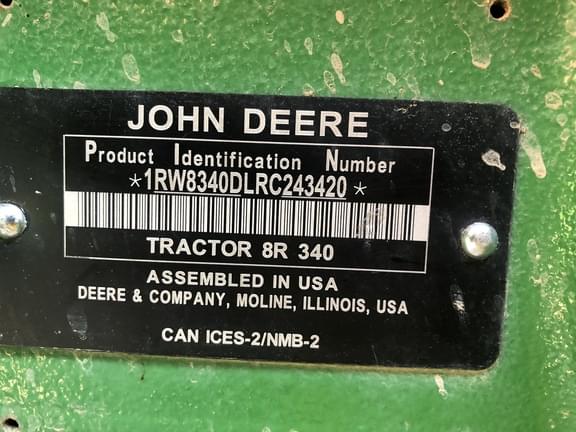 JOHN DEERE
Product Identification Number
*1RW8340DLRC243420*
TRACTOR 8R 340
ASSEMBLED IN USA
DEERE & COMPANY, MOLINE, ILLINOIS, USA
CAN ICES-2/NMB-2